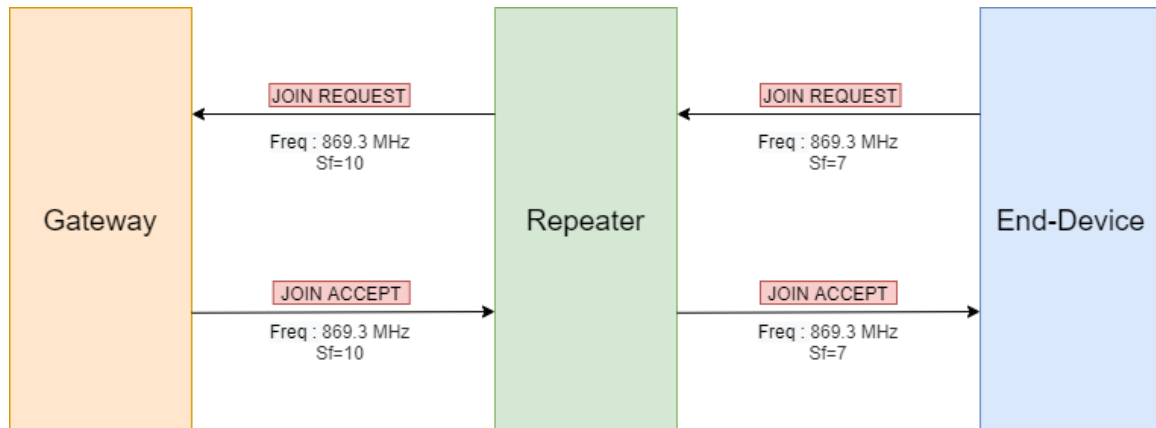 JOIN REQUEST
JOIN REQUEST
Freq : 869.3 MHz
Sf=10
Freq : 869.3 MHz
Sf=7
Gateway
Repeater
End-Device
JOIN ACCEPT
JOIN ACCEPT
Freq : 869.3 MHz
Sf=10
Freq : 869.3 MHz
Sf=7